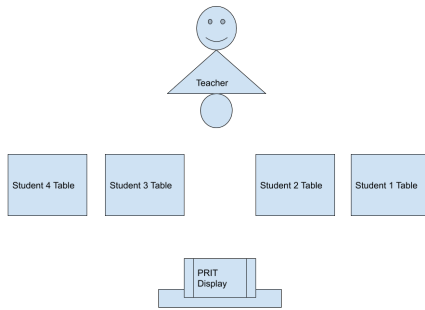 Teacher
Student 4 Table
Student 3 Table
Student 2 Table
Student 1 Table
PRIT
Display